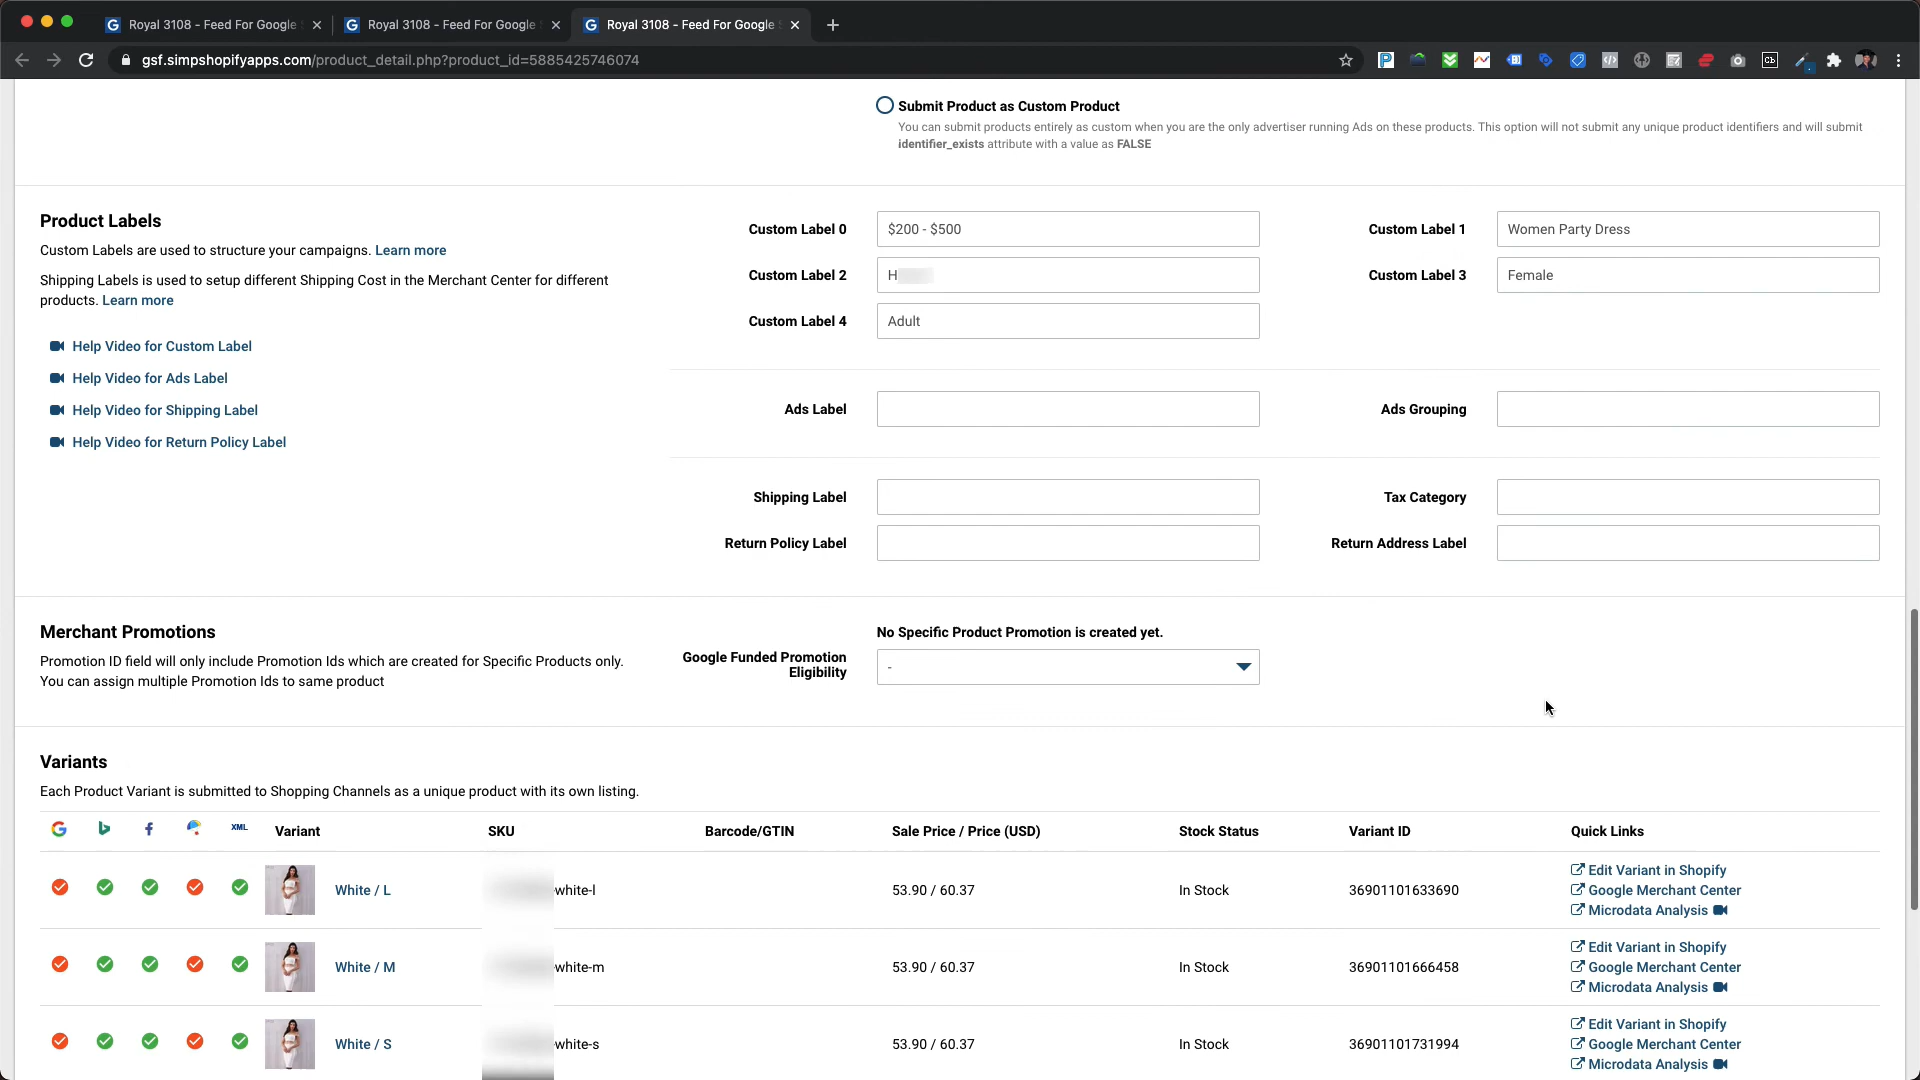 Royal 3108 - Feed For Google
Royal 3108 - Feed For Google
Royal 3108 - Feed For Google
gsf.simpshopifyapps.com/product_detail.php?product_id=5885425746074
Submit Product as Custom Product
You can submit products entirely as custom when you are the only advertiser running Ads on these products. This option will not submit any unique product identifiers and will submit
identifier_exists attribute with a value as FALSE
Product Labels
Custom Labels are used to structure your campaigns. Learn more
Shipping Labels is used to setup different Shipping Cost in the Merchant Center for different
products. Learn more
Help Video for Custom Label
Help Video for Ads Label
Help Video for Shipping Label
Help Video for Return Policy Label
Custom Label 0 $200 - $500 Custom Label 1 Women Party Dress
Custom Label 2 H Custom Label 3 Female
Custom Label 4 Adult
Ads Label Ads Grouping
Shipping Label Tax Category
Return Policy Label Return Address Label
Merchant Promotions
Promotion ID field will only include Promotion Ids which are created for Specific Products only.
You can assign multiple Promotion Ids to same product
No Specific Product Promotion is created yet.
Google Funded Promotion
Eligibility
-
Variants
Each Product Variant is submitted to Shopping Channels as a unique product with its own listing.
XML Variant SKU Barcode/GTIN Sale Price / Price (USD) Stock Status Variant ID Quick Links
White / L white-l 53.90 / 60.37 In Stock 36901101633690
Edit Variant in Shopify
Google Merchant Center
Microdata Analysis
White / M white-m 53.90 / 60.37 In Stock 36901101666458
Edit Variant in Shopify
Google Merchant Center
Microdata Analysis
White / S white-s 53.90 / 60.37 In Stock 36901101731994
Edit Variant in Shopify
Google Merchant Center
Microdata Analysis